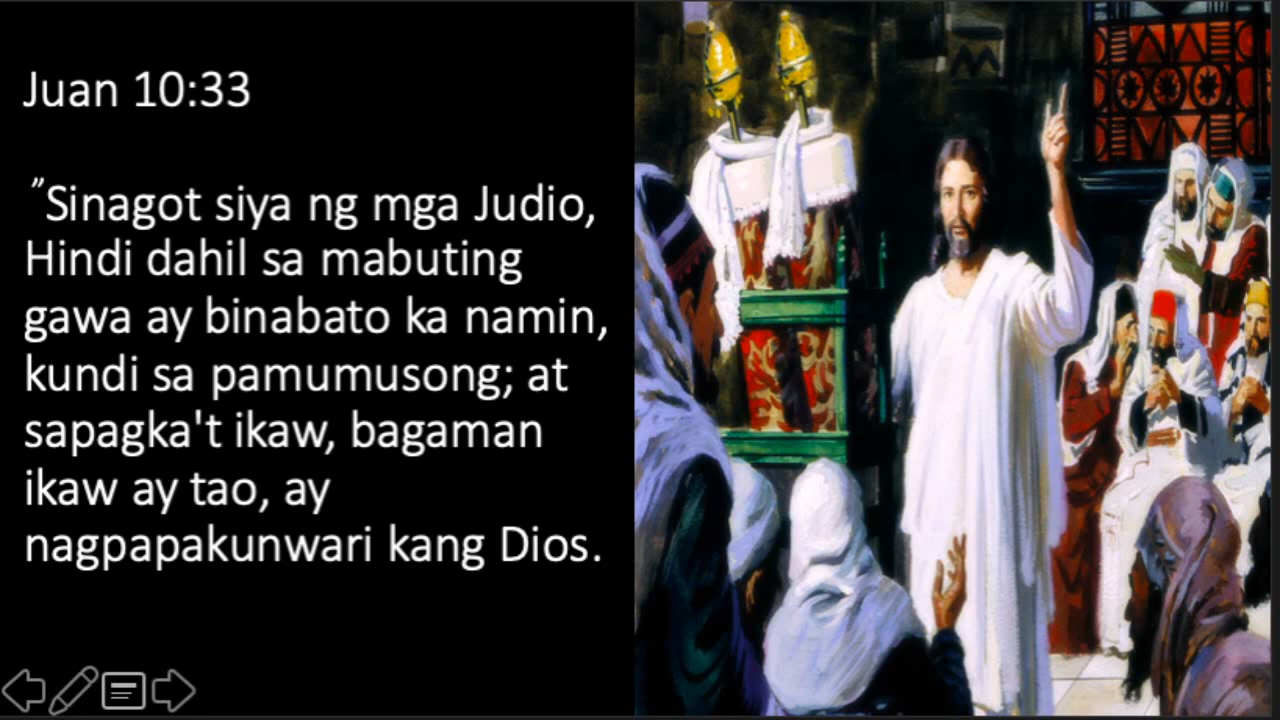 Juan 10:33
"Sinagot siya ng mga Judio,
Hindi dahil sa mabuting
gawa ay binabato ka namin,
kundi sa pamumusong; at
sapagka't ikaw, bagaman
ikaw ay tao, ay
nagpapakunwari kang Dios.